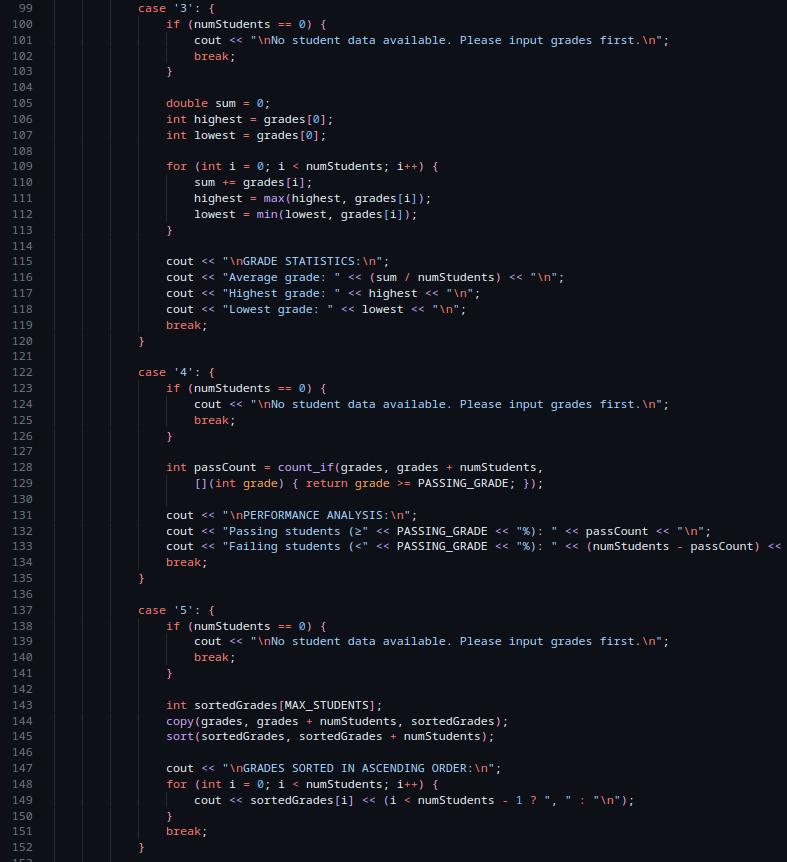 99 case '3': {
100 if (numStudents == 0) {
101 cout << "\nNo student data available. Please input grades first.\n";
102 break;
103 }
104
105 double sum = 0;
106 int highest = grades[0];
107 int lowest = grades[0];
108
109 for (int i = 0; i < numStudents; i++) {
110 sum += grades[i];
111 highest = max(highest, grades[i]);
112 lowest = min(lowest, grades[i]);
113 }
114
115 cout << "\nGRADE STATISTICS:\n";
116 cout << "Average grade: " << (sum / numStudents) << "\n";
117 cout << "Highest grade: " << highest << "\n";
118 cout << "Lowest grade: " << lowest << "\n";
119 break;
120 }
121
122 case '4': {
123 if (numStudents == 0) {
124 cout << "\nNo student data available. Please input grades first.\n";
125 break;
126 }
127
128 int passCount = count_if(grades, grades + numStudents,
129 [](int grade) { return grade >= PASSING_GRADE; });
130
131 cout << "\nPERFORMANCE ANALYSIS:\n";
132 cout << "Passing students (≥" << PASSING_GRADE << "%): " << passCount << "\n";
133 cout << "Failing students (<" << PASSING_GRADE << "%): " << (numStudents - passCount) <<
134 break;
135 }
136
137 case '5': {
138 if (numStudents == 0) {
139 cout << "\nNo student data available. Please input grades first.\n";
140 break;
141 }
142
143 int sortedGrades[MAX_STUDENTS];
144 copy(grades, grades + numStudents, sortedGrades);
145 sort(sortedGrades, sortedGrades + numStudents);
146
147 cout << "\nGRADES SORTED IN ASCENDING ORDER:\n";
148 for (int i = 0; i < numStudents; i++) {
149 cout << sortedGrades[i] << (i < numStudents - 1 ? ", " : "\n");
150 }
151 break;
152 }